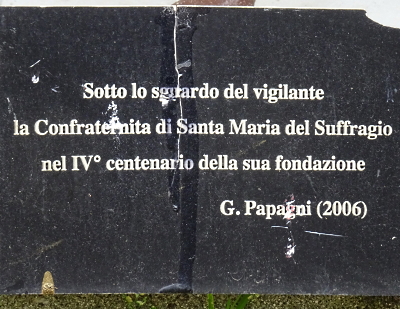 Sotto lo sguardo del vigilante
la Confraternita di Santa Maria del Suffragio
nel IV° centenario della sua fondazione
G. Papagni (2006)